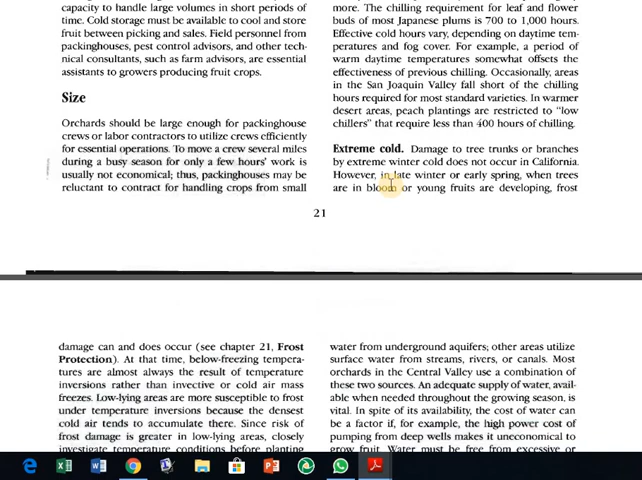 capacity to handle large volumes in short periods of
time. Cold storage must be available to cool and store
fruit between picking and sales. Field personnel from
packinghouses, pest control advisors, and other tech-
nical consultants, such as farm advisors, are essential
assistants to growers producing fruit crops.
Size
Orchards should be large enough for packinghouse
crews or labor contractors to utilize crews efficiently
for essential operations. To move a crew several miles
during a busy season for only a few hours' work is
usually not economical; thus, packinghouses may be
reluctant to contract for handling crops from small
more. The chilling requirement for leaf and flower
buds of most Japanese plums is 700 to 1,000 hours.
Effective cold hours vary, depending on daytime tem-
peratures and fog cover. For example, a period of
warm daytime temperatures somewhat offsets the
effectiveness of previous chilling. Occasionally, areas
in the San Joaquin Valley fall short of the chilling
hours required for most standard varieties. In warmer
desert areas, peach plantings are restricted to "low
chillers" that require less than 400 hours of chilling.
Extreme cold. Damage to tree trunks or branches
by extreme winter cold does not occur in California.
However, in late winter or early spring, when trees
are in bloom or young fruits are developing, frost
21
damage can and does occur (see chapter 21, Frost
Protection). At that time, below-freezing tempera-
tures are almost always the result of temperature
inversions rather than invective or cold air mass
freezes. Low-lying areas are more susceptible to frost
under temperature inversions because the densest
cold air tends to accumulate there. Since risk of
frost damage is greater in low-lying areas, closely
investigate temperature conditions before planting
water from underground aquifers; other areas utilize
surface water from streams, rivers, or canals. Most
orchards in the Central Valley use a combination of
these two sources. An adequate supply of water, avail-
able when needed throughout the growing season, is
vital. In spite of its availability, the cost of water can
be a factor if, for example, the high power cost of
pumping from deep wells makes it uneconomical to
grow fruit. Water must be free from excessive or